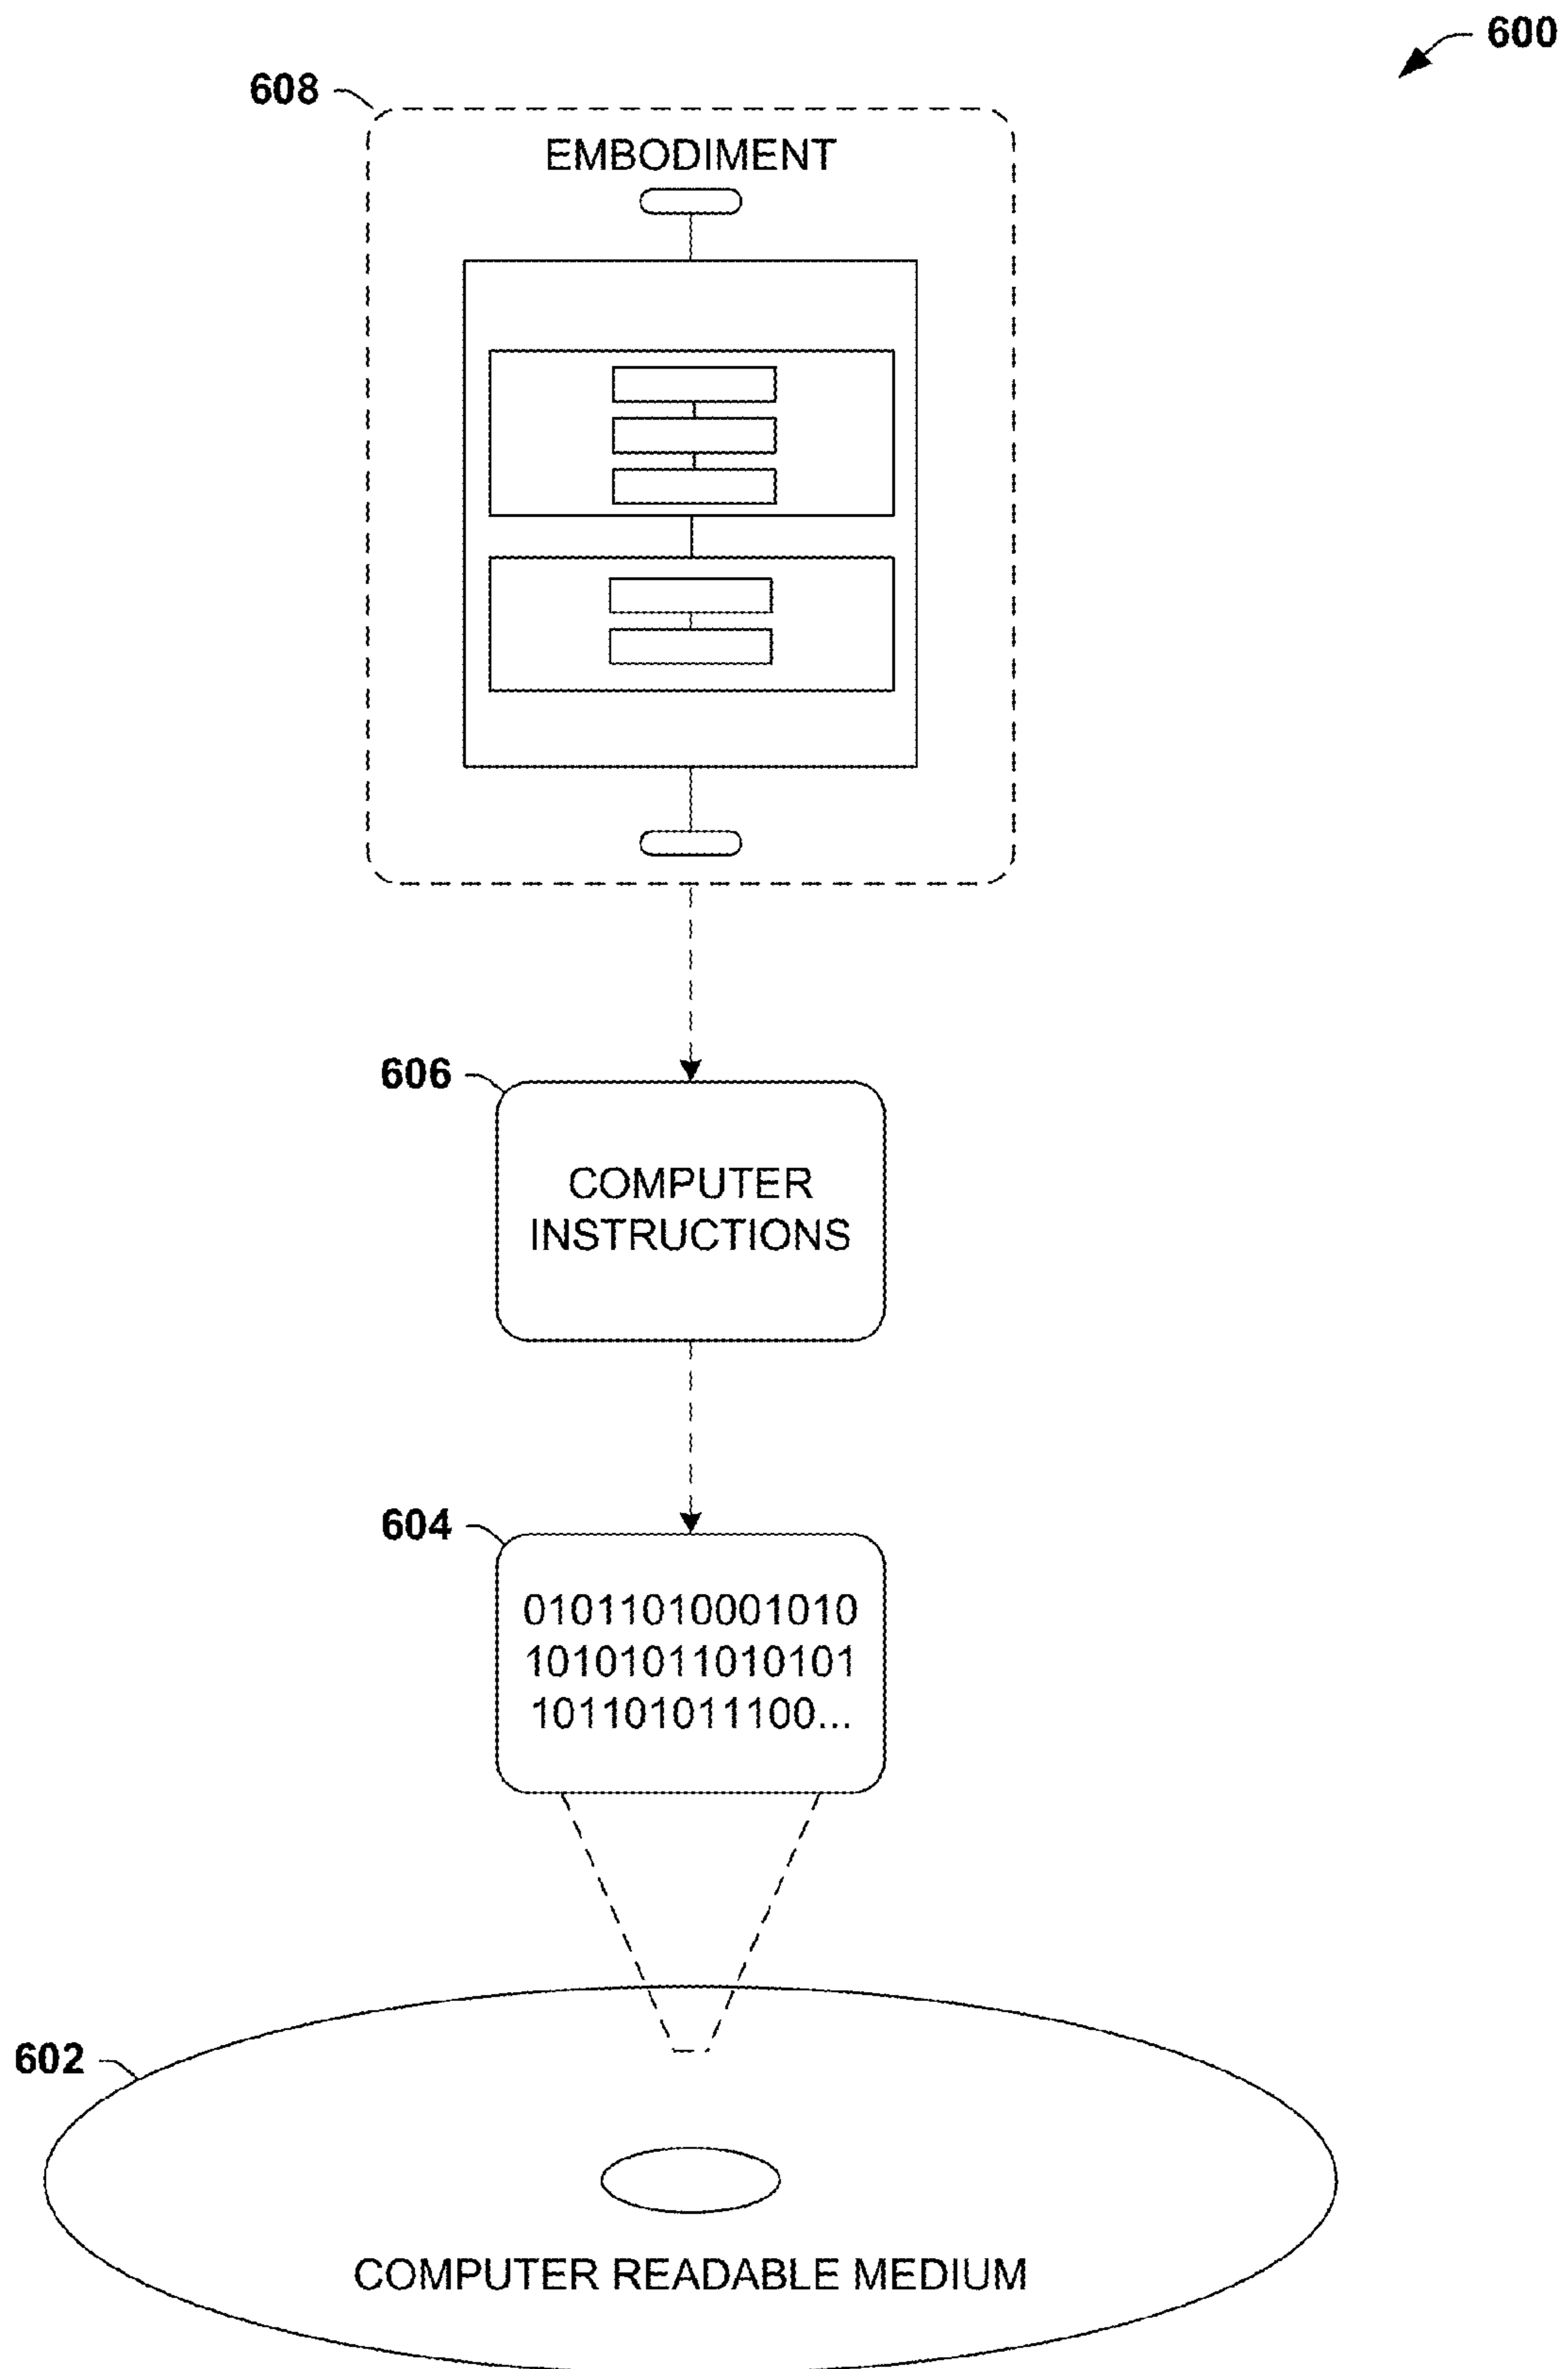 600
608
EMBODIMENT
606
COMPUTER
INSTRUCTIONS
604
01011010001010
10101011010101
101101011100...
602
COMPUTER READABLE MEDIUM